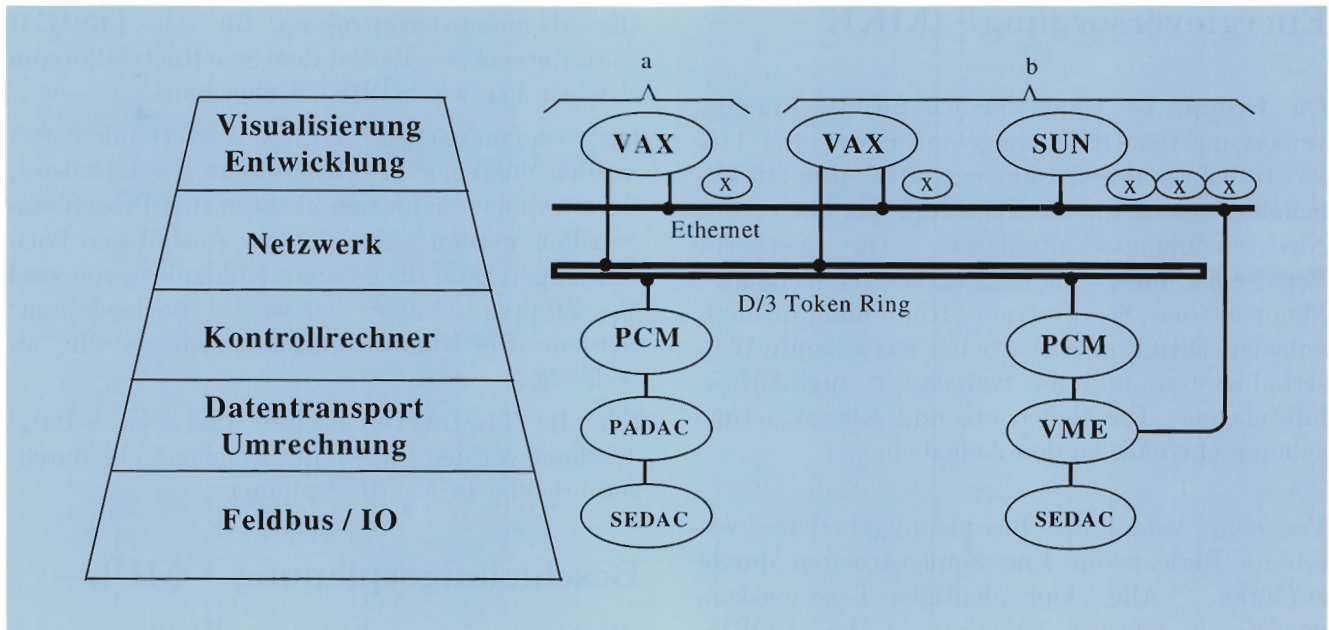 a
b
Visualisierung
Entwicklung
VAX
VAX
SUN
X
X
X
X
X
Ethernet
Netzwerk
D/3 Token Ring
Kontrollrechner
PCM
PCM
Datentransport
Umrechnung
PADAC
VME
Feldbus / IO
SEDAC
SEDAC